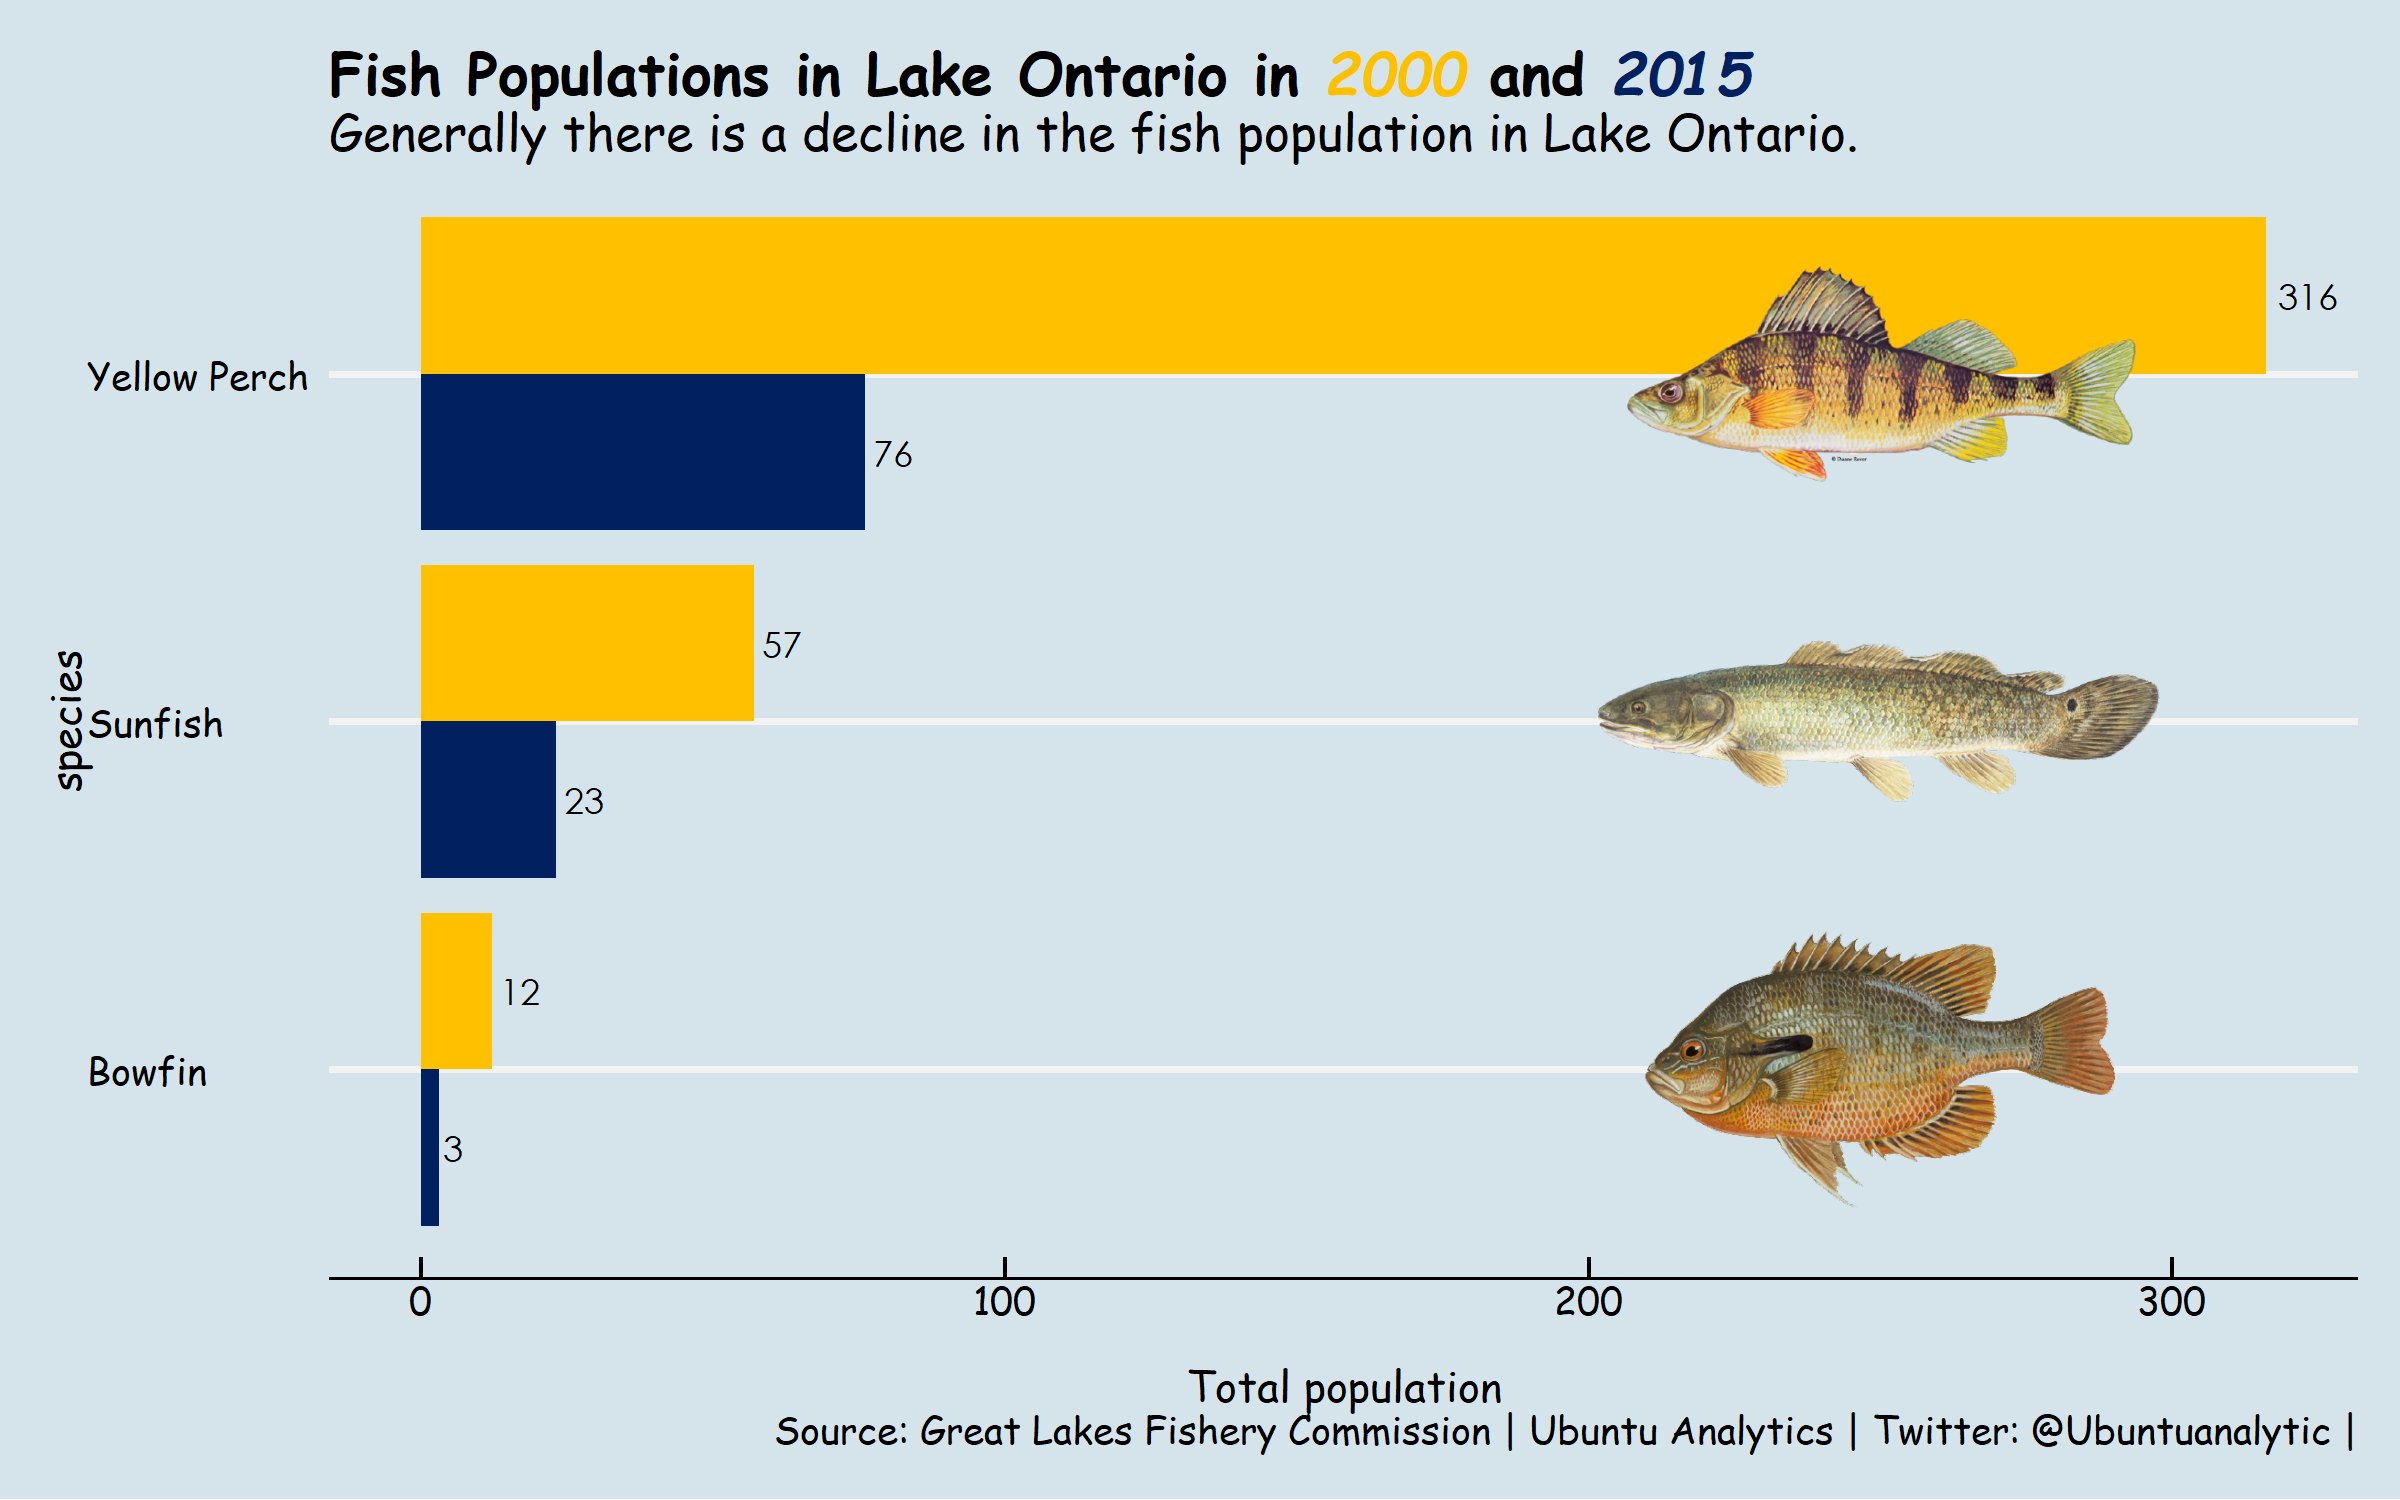 Fish Populations in Lake Ontario in 2000 and 2015
Generally there is a decline in the fish population in Lake Ontario.
316
Yellow Perch
76
© Duane Raver
57
species
Sunfish
23
12
Bowfin
3
0 100 200 300
Total population
Source: Great Lakes Fishery Commission | Ubuntu Analytics | Twitter: @Ubuntuanalytic |